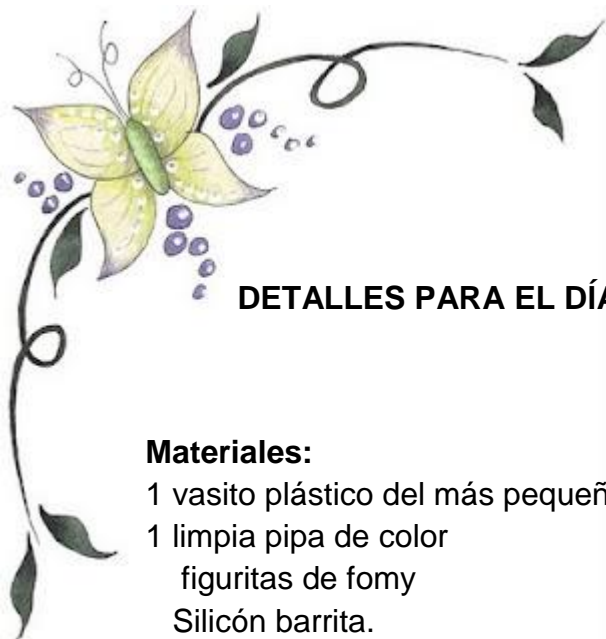 DETALLES PARA EL DÍA
Materiales:
1 vasito plástico del más pequeñ
1 limpia pipa de color
figuritas de fomy
Silicón barrita.